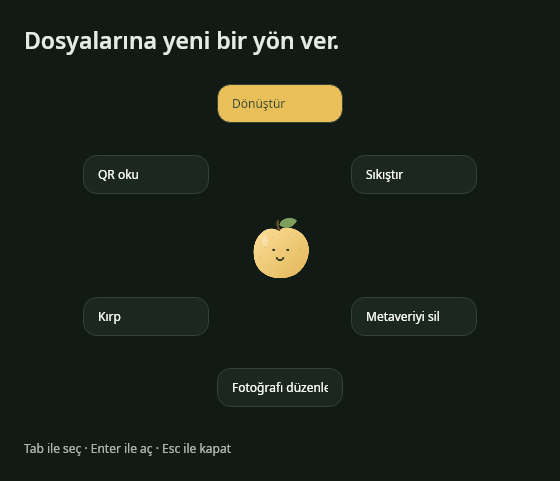 Dosyalarına yeni bir yön ver.
Dönüştür
QR oku
Sıkıştır
Kırp
Metaveriyi sil
Fotoğrafı düzenle
Tab ile seç · Enter ile aç · Esc ile kapat